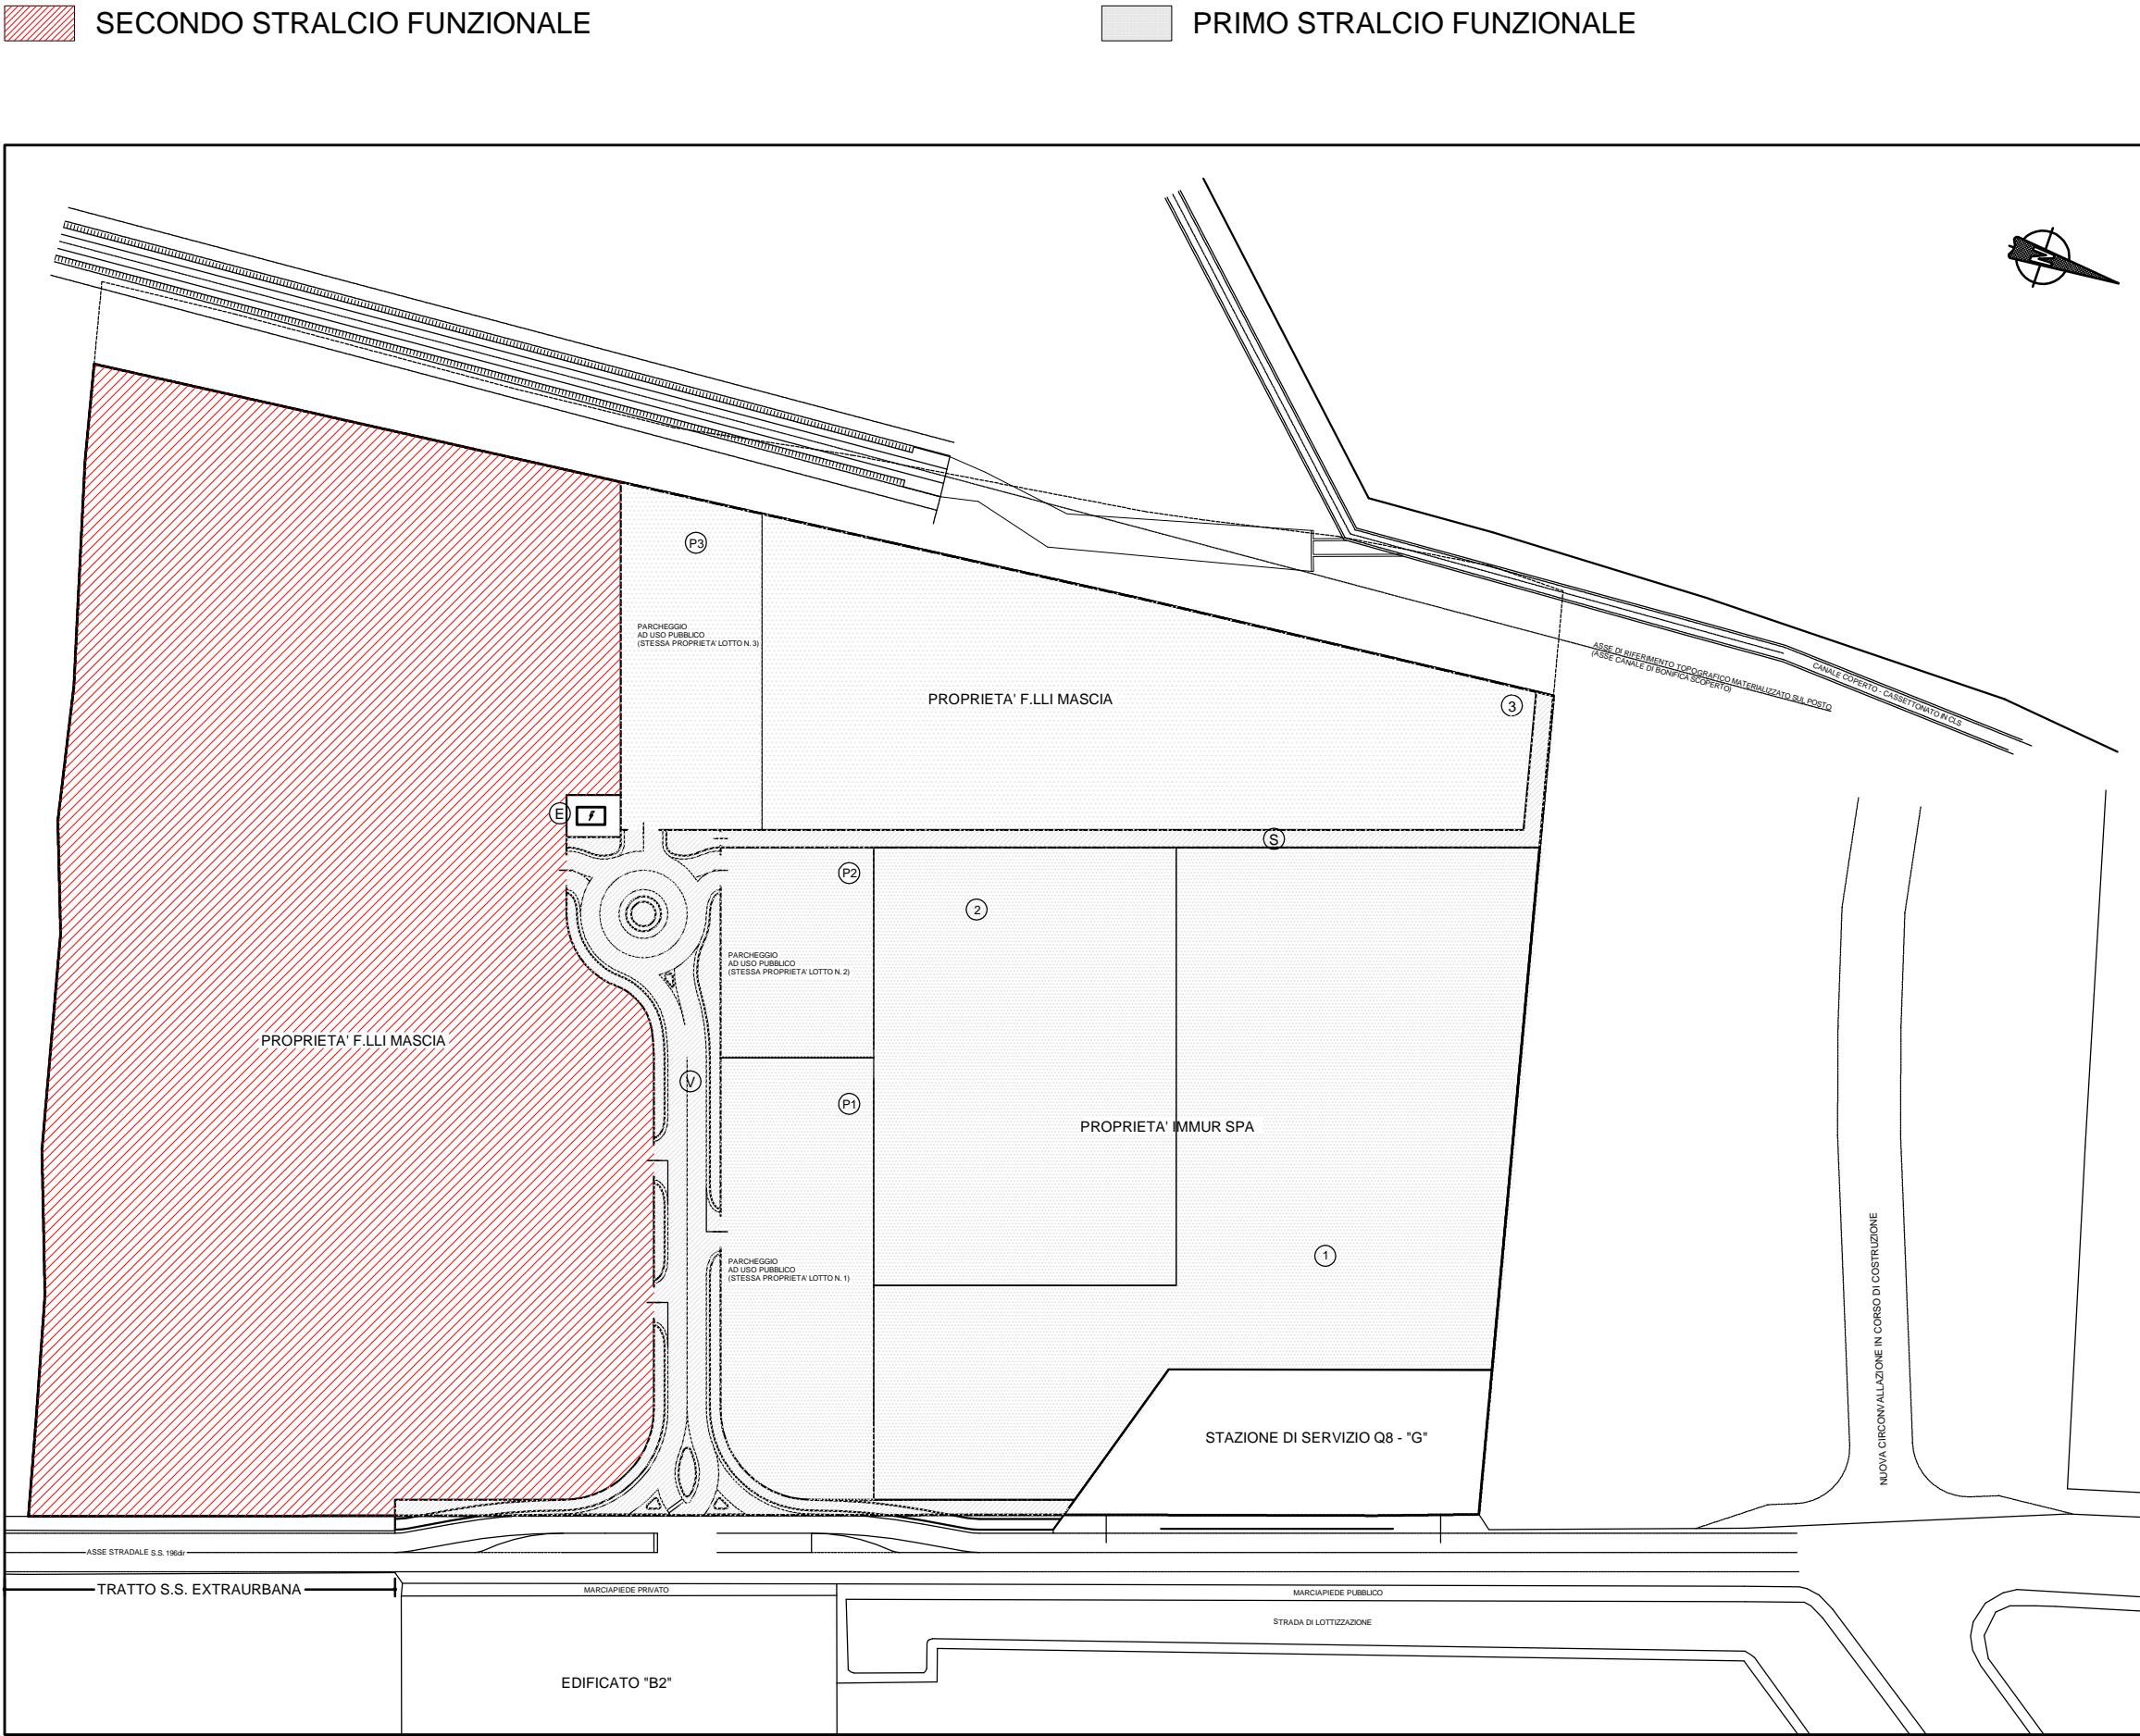 SECONDO STRALCIO FUNZIONALE
PRIMO STRALCIO FUNZIONALE
N
P3
PARCHEGGIO
AD USO PUBBLICO
(STESSA PROPRIETA' LOTTO N. 3)
PROPRIETA' F.LLI MASCIA
3
ASSE DI RIFERIMENTO TOPOGRAFICO MATERIALIZZATO SUL POSTO
(ASSE CANALE DI BONIFICA SCOPERTO)
CANALE COPERTO - CASSETTONATO IN CLS
E
S
P2
2
PARCHEGGIO
AD USO PUBBLICO
(STESSA PROPRIETA' LOTTO N. 2)
PROPRIETA' F.LLI MASCIA
V
P1
PROPRIETA' IMMUR SPA
PARCHEGGIO
AD USO PUBBLICO
(STESSA PROPRIETA' LOTTO N. 1)
1
NUOVA CIRCONVALLAZIONE IN CORSO DI COSTRUZIONE
STAZIONE DI SERVIZIO Q8 - "G"
ASSE STRADALE S.S. 196dir
TRATTO S.S. EXTRAURBANA
MARCIAPIEDE PRIVATO
MARCIAPIEDE PUBBLICO
STRADA DI LOTTIZZAZIONE
EDIFICATO "B2"